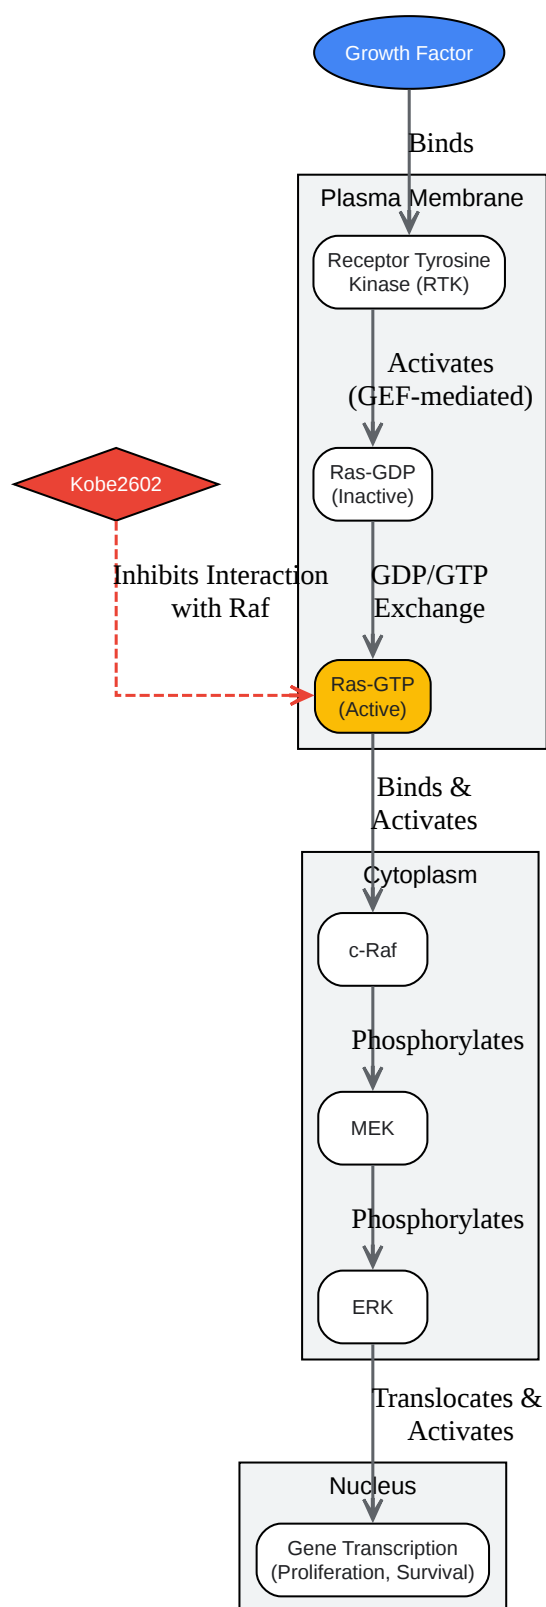 Growth Factor
Binds
Plasma Membrane
Receptor Tyrosine
Kinase (RTK)
Activates
(GEF-mediated)
Kobe2602
Ras-GDP
(Inactive)
Inhibits Interaction
with Raf
GDP/GTP
Exchange
Ras-GTP
(Active)
Binds &
Activates
Cytoplasm
c-Raf
Phosphorylates
MEK
Phosphorylates
ERK
Translocates &
Activates
Nucleus
Gene Transcription
(Proliferation, Survival)